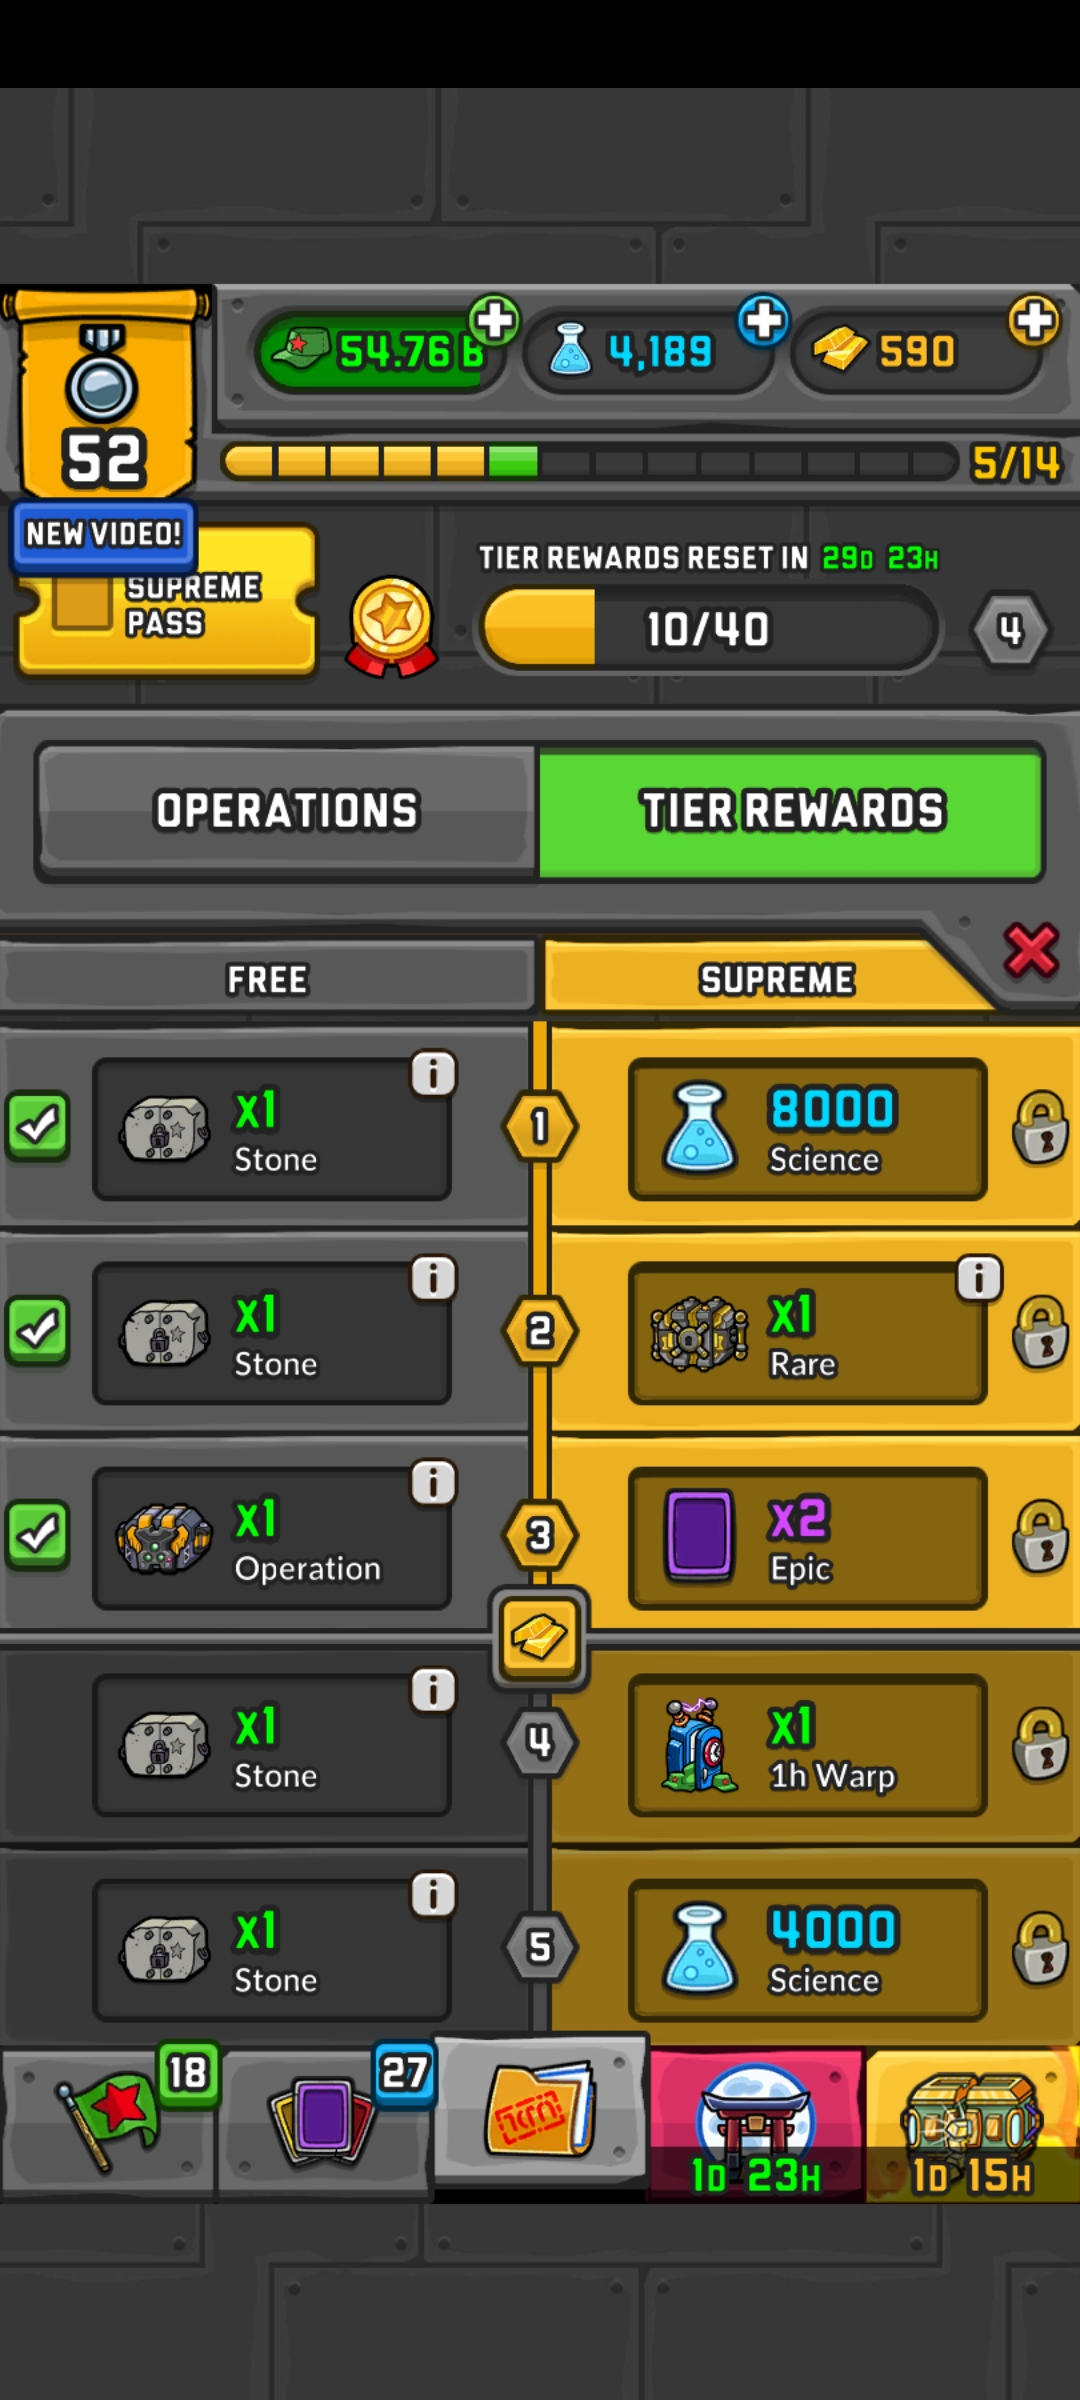 54.76 B
4,189
590
52
5/14
NEW VIDEO!
SUPREME
PASS
TIER REWARDS RESET IN 29D 23H
10/40
4
OPERATIONS
TIER REWARDS
FREE
SUPREME
i
X1
Stone
1
8000
Science
i
X1
Stone
2
i
X1
Rare
i
X1
Operation
3
X2
Epic
i
X1
Stone
4
X1
1h Warp
i
X1
Stone
5
4000
Science
18
27
1D 23H
1D 15H